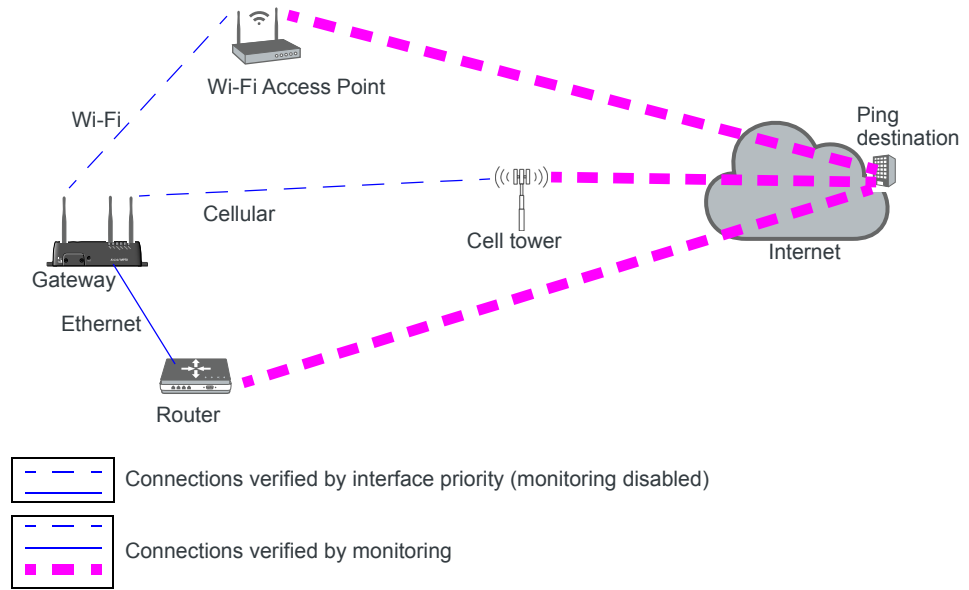 Wi-Fi Access Point
Wi-Fi
Ping
destination
Cellular
Cell tower
Internet
Gateway
Ethernet
Router
Connections verified by interface priority (monitoring disabled)
Connections verified by monitoring